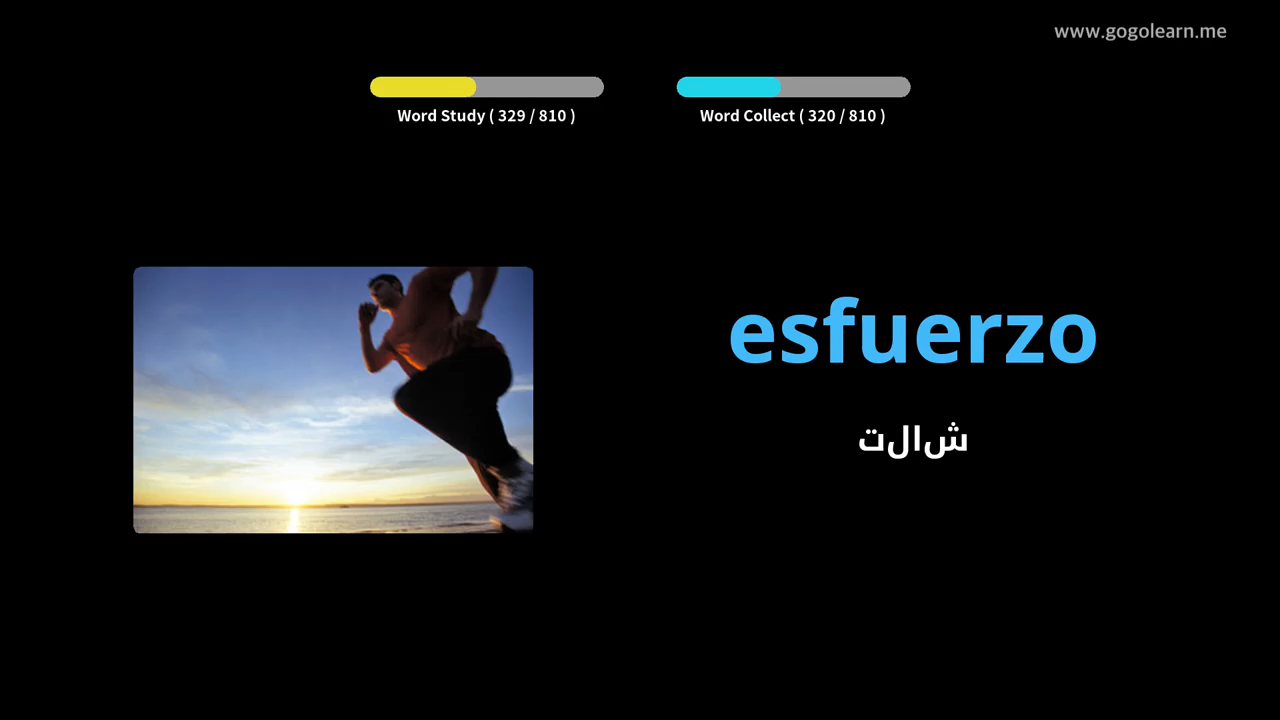 www.gogolearn.me
Word Study ( 329 / 810 )
Word Collect ( 320 / 810 )
esfuerzo
شالت